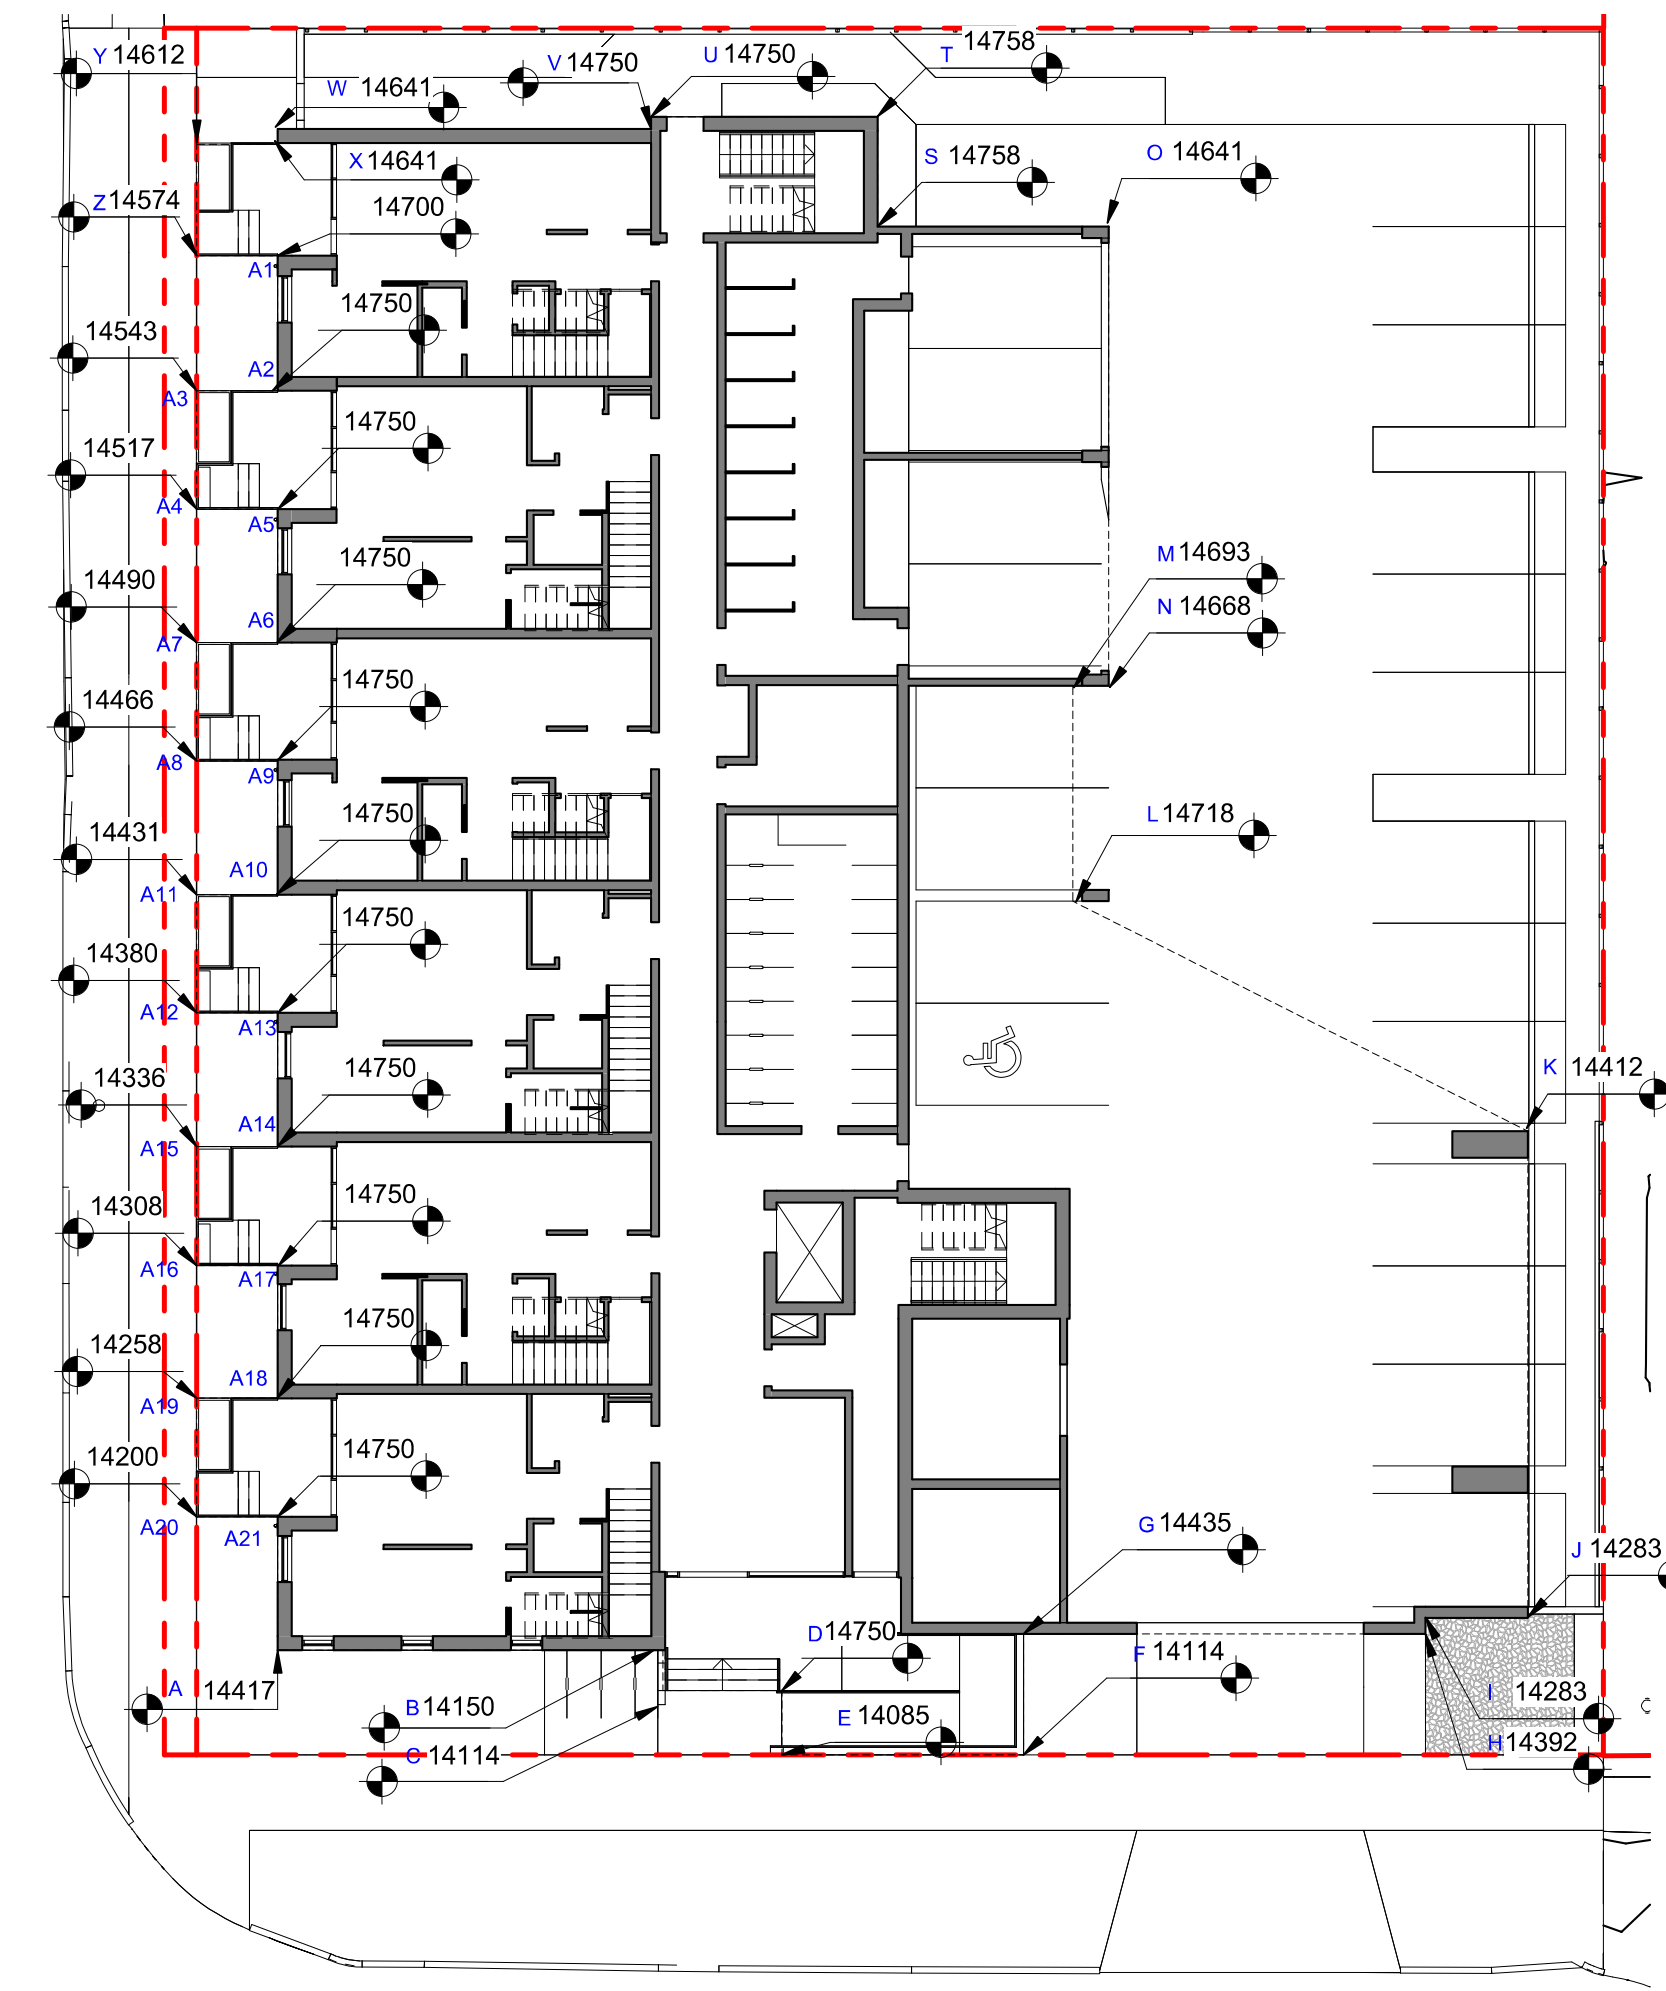 Y 14612
V 14750
U 14750
T 14758
W 14641
X 14641
S 14758
O 14641
Z 14574
14700
A1
14750
14543
A2
A3
14750
14517
A4
A5
14750
M 14693
14490
N 14668
A6
A7
14750
14466
A8
A9
14750
L 14718
14431
A10
A11
14750
14380
A12
A13
14750
K 14412
14336
A14
A15
14750
14308
A16
A17
14750
14258
A18
A19
14750
14200
A20
A21
G 14435
J 14283
D 14750
F 14114
A 14417
B 14150
E 14085
I 14283
C 14114
H 14392